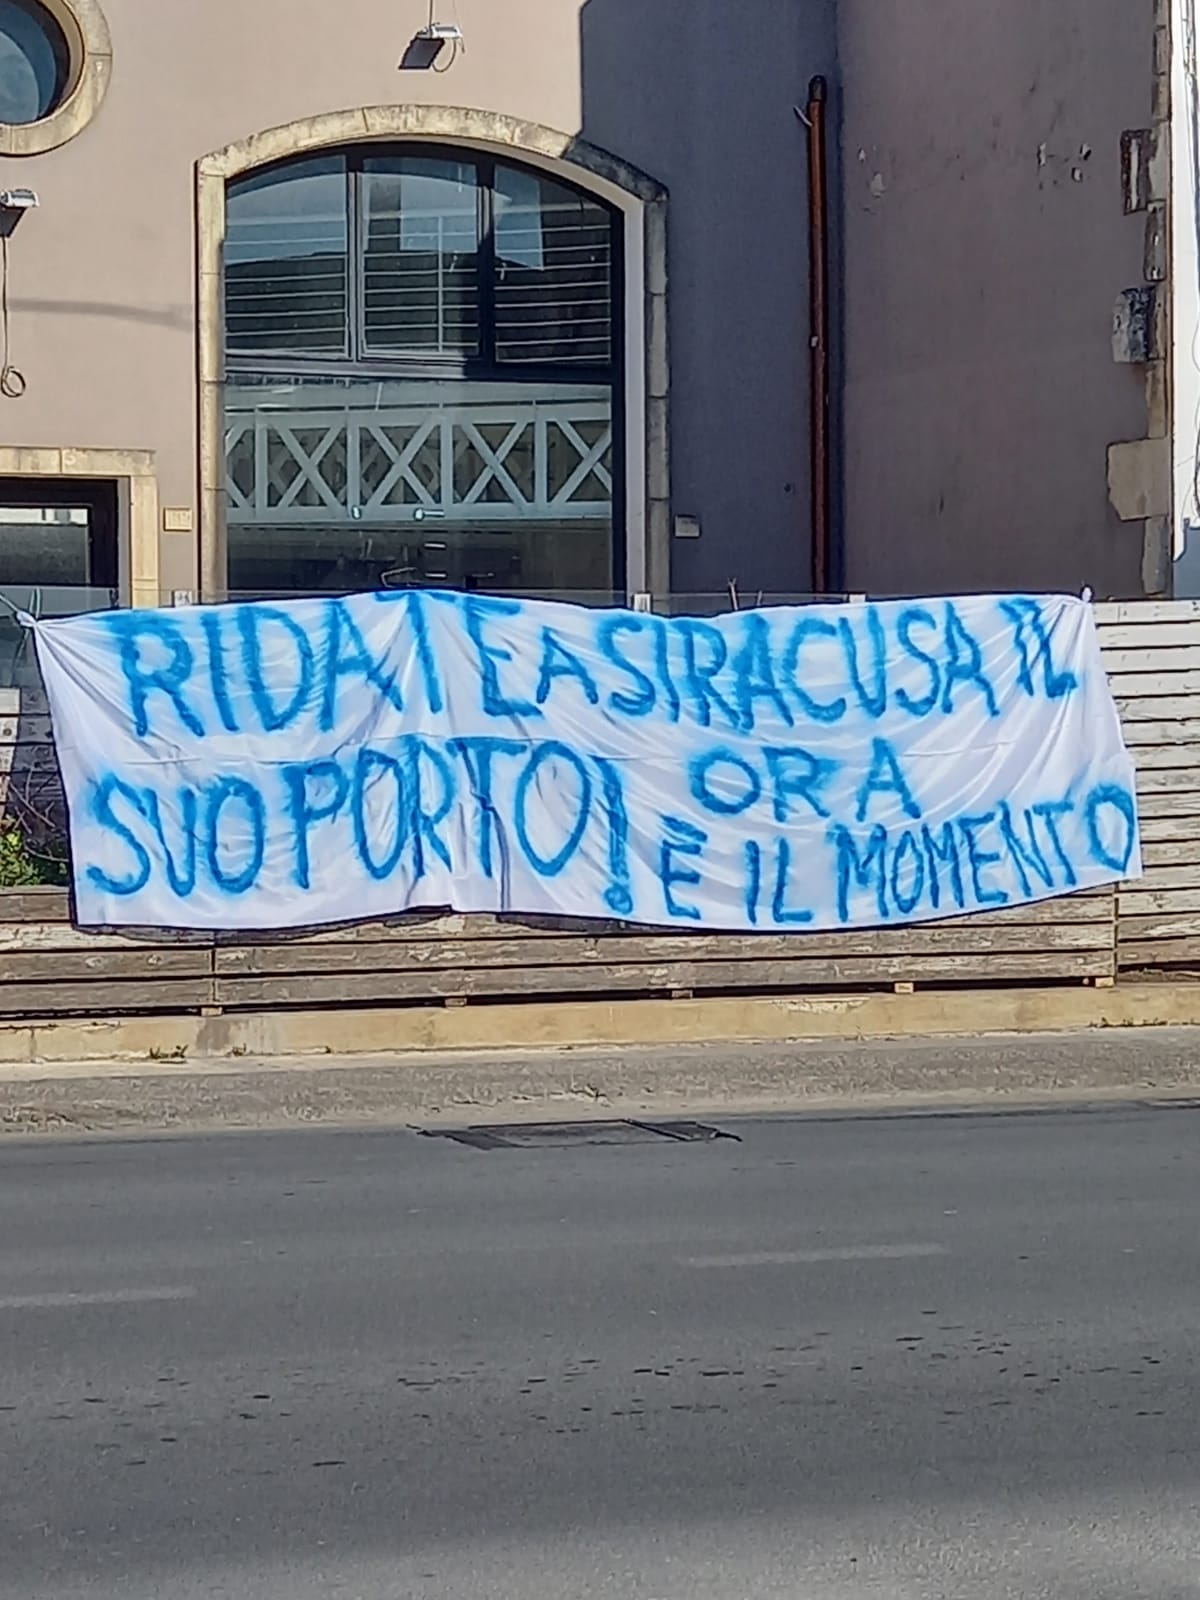 RIDATE A SIRACUSA IL
SUO PORTO! ORA
È IL MOMENTO